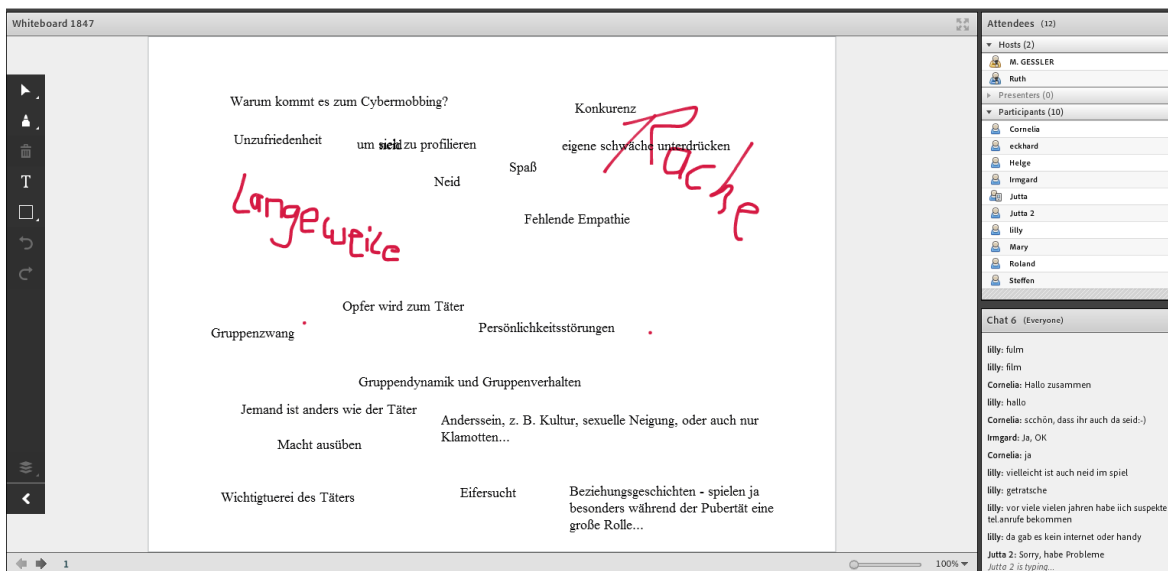 Whiteboard 1847
Warum kommt es zum Cybermobbing?
Konkurenz
Unzufriedenheit
um sich zu profilieren
neid
eigene schwäche unterdrücken
Rache
Spaß
Neid
Langeweile
Fehlende Empathie
Opfer wird zum Täter
Gruppenzwang
Persönlichkeitsstörungen
Gruppendynamik und Gruppenverhalten
Jemand ist anders wie der Täter
Anderssein, z. B. Kultur, sexuelle Neigung, oder auch nur
Klamotten...
Macht ausüben
Wichtigtuerei des Täters
Eifersucht
Beziehungsgeschichten - spielen ja
besonders während der Pubertät eine
große Rolle...
T
1
100%
Attendees (12)
Hosts (2)
M. GESSLER
Ruth
Presenters (0)
Participants (10)
Cornelia
eckhard
Helge
Irmgard
Jutta
Jutta 2
lilly
Mary
Roland
Steffen
Chat 6 (Everyone)
lilly: fulm
lilly: film
Cornelia: Hallo zusammen
lilly: hallo
Cornelia: scchön, dass ihr auch da seid:-)
Irmgard: Ja, OK
Cornelia: ja
lilly: vielleicht ist auch neid im spiel
lilly: getratsche
lilly: vor viele vielen jahren habe iich suspekte
tel.anrufe bekommen
lilly: da gab es kein internet oder handy
Jutta 2: Sorry, habe Probleme
Jutta 2 is typing...